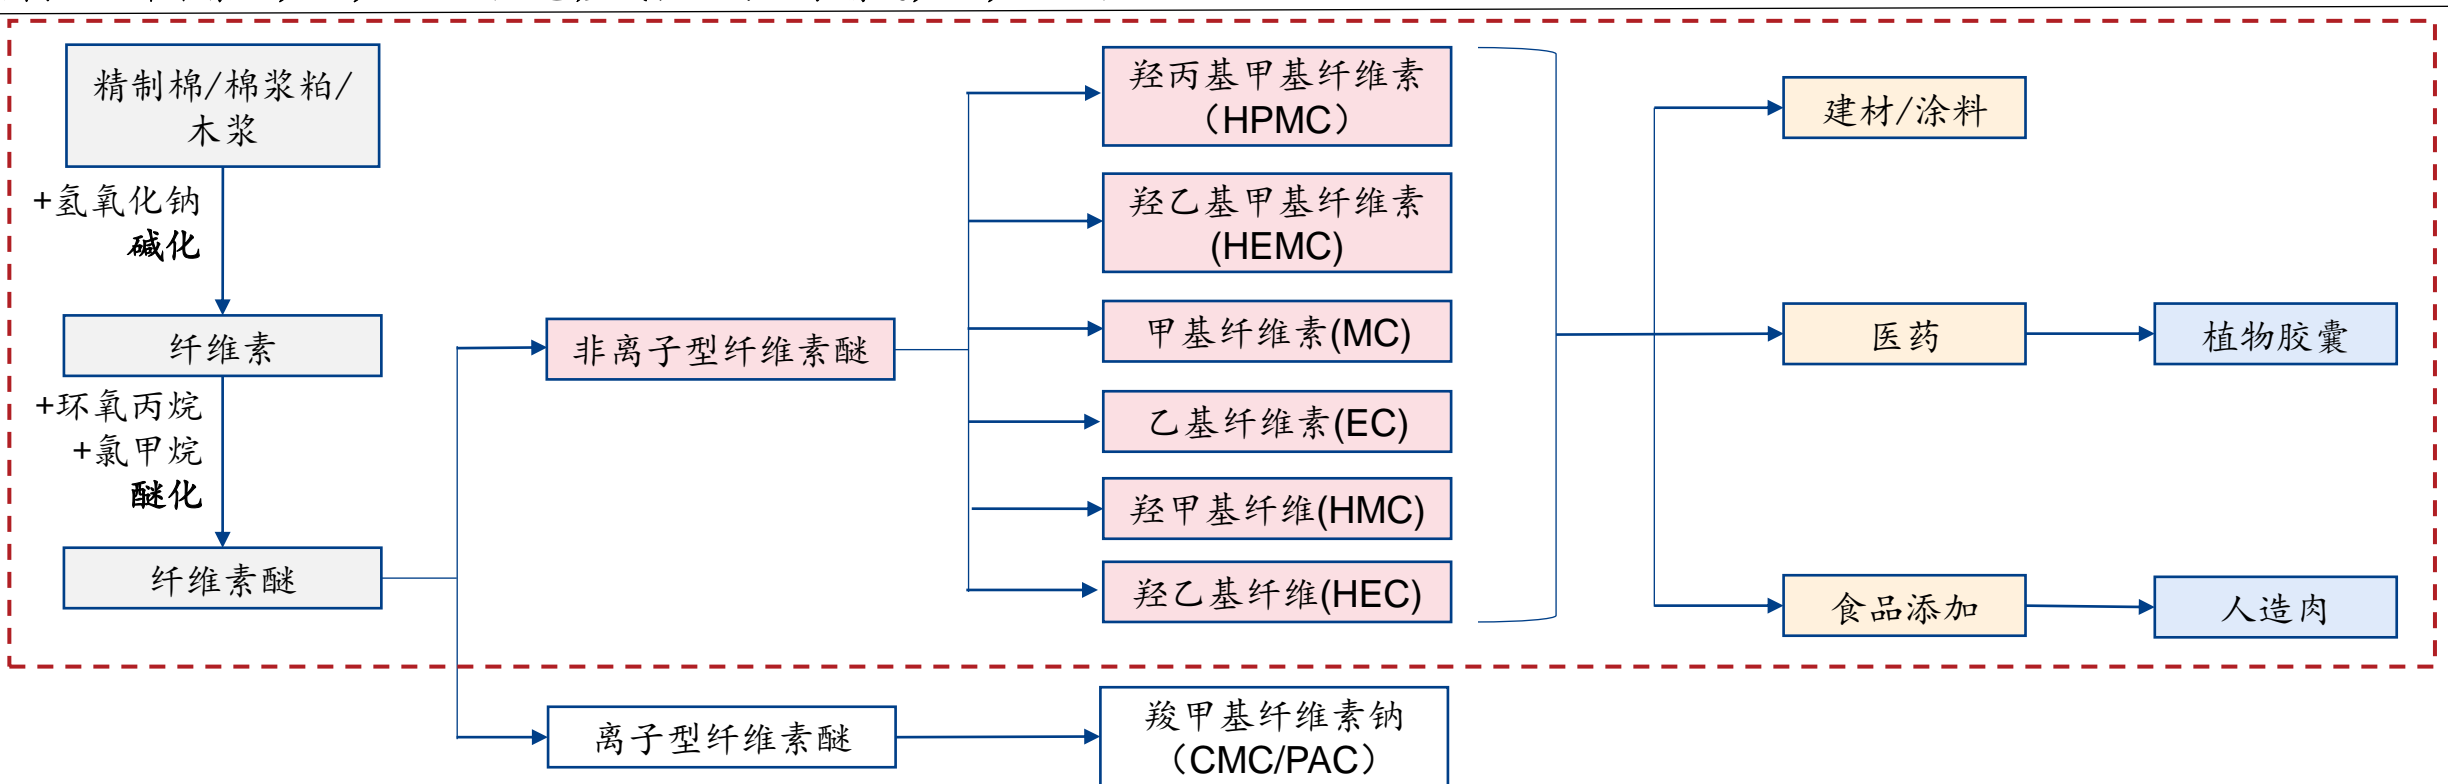 精制棉/棉浆粕/
木浆
+氢氧化钠
碱化
纤维素
+环氧丙烷
+氯甲烷
醚化
纤维素醚
非离子型纤维素醚
离子型纤维素醚
羟丙基甲基纤维素
（HPMC）
羟乙基甲基纤维素
(HEMC)
甲基纤维素(MC)
乙基纤维素(EC)
羟甲基纤维(HMC)
羟乙基纤维(HEC)
羧甲基纤维素钠
（CMC/PAC）
建材/涂料
医药
食品添加
植物胶囊
人造肉